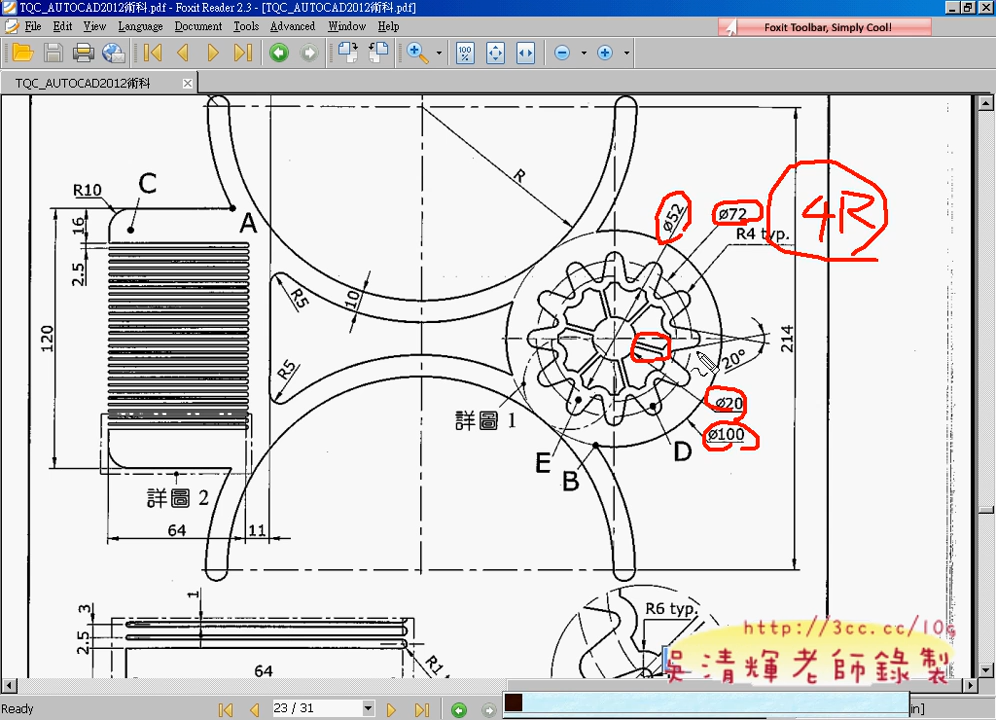 TQC_AUTOCAD2012術科.pdf - Foxit Reader 2.3 - [TQC_AUTOCAD2012術科.pdf]
File Edit View Language Document Tools Advanced Window Help
Foxit Toolbar, Simply Cool!
TQC_AUTOCAD2012術科
R
R10
C
A
16
2.5
120
R5
10
R5
ø52
ø72
R4 typ.
4R
214
20°
ø20
ø100
詳圖 1
E
B
D
詳圖 2
64
11
1
3
2.5
64
R1
R6 typ.
http://3cc.cc/10g
吳清輝老師錄製
Ready
23 / 31
in]